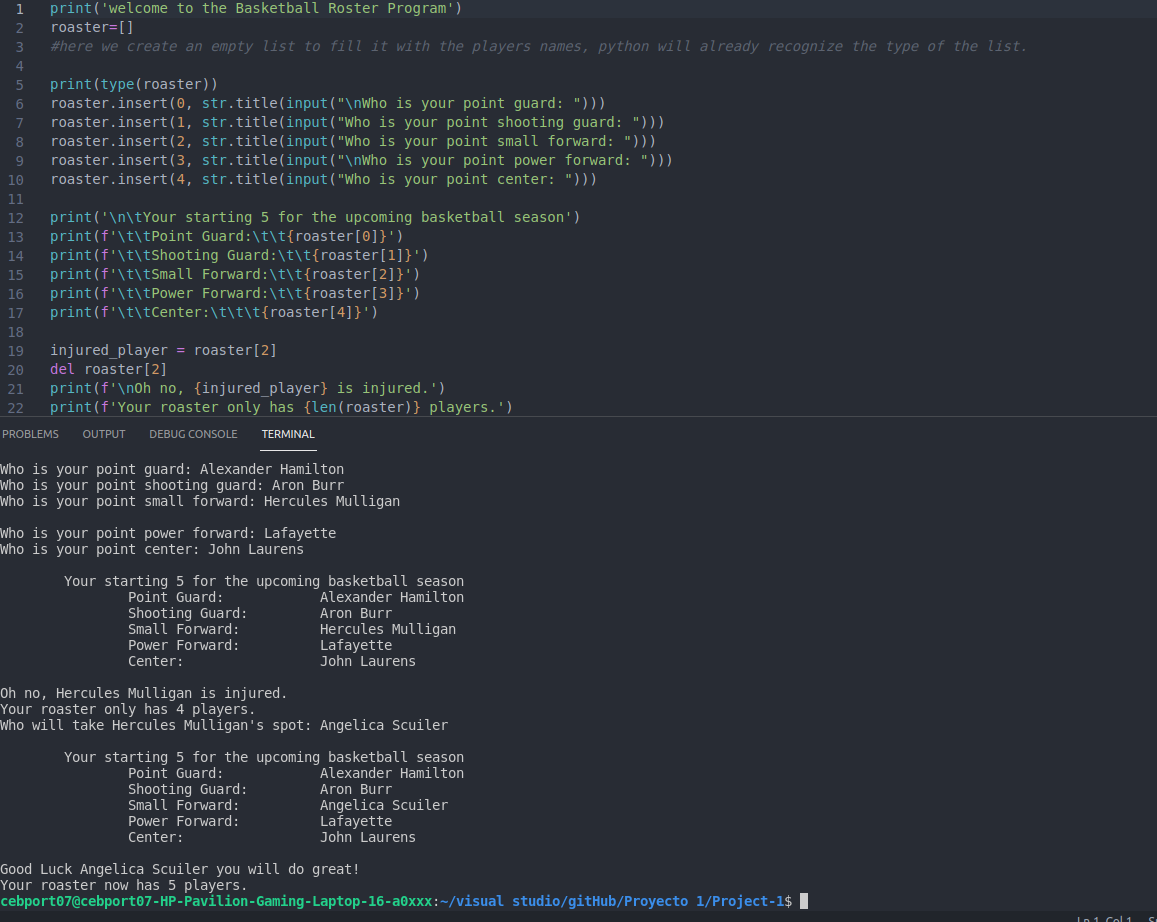 1 print('welcome to the Basketball Roster Program')
2 roaster=[]
3 #here we create an empty list to fill it with the players names, python will already recognize the type of the list.
4
5 print(type(roaster))
6 roaster.insert(0, str.title(input("\nWho is your point guard: ")))
7 roaster.insert(1, str.title(input("Who is your point shooting guard: ")))
8 roaster.insert(2, str.title(input("Who is your point small forward: ")))
9 roaster.insert(3, str.title(input("\nWho is your point power forward: ")))
10 roaster.insert(4, str.title(input("Who is your point center: ")))
11
12 print('\n\tYour starting 5 for the upcoming basketball season')
13 print(f'\t\tPoint Guard:\t\t{roaster[0]}')
14 print(f'\t\tShooting Guard:\t\t{roaster[1]}')
15 print(f'\t\tSmall Forward:\t\t{roaster[2]}')
16 print(f'\t\tPower Forward:\t\t{roaster[3]}')
17 print(f'\t\tCenter:\t\t\t{roaster[4]}')
18
19 injured_player = roaster[2]
20 del roaster[2]
21 print(f'\nOh no, {injured_player} is injured.')
22 print(f'Your roaster only has {len(roaster)} players.')
PROBLEMS OUTPUT DEBUG CONSOLE TERMINAL
Who is your point guard: Alexander Hamilton
Who is your point shooting guard: Aron Burr
Who is your point small forward: Hercules Mulligan
Who is your point power forward: Lafayette
Who is your point center: John Laurens
Your starting 5 for the upcoming basketball season
Point Guard: Alexander Hamilton
Shooting Guard: Aron Burr
Small Forward: Hercules Mulligan
Power Forward: Lafayette
Center: John Laurens
Oh no, Hercules Mulligan is injured.
Your roaster only has 4 players.
Who will take Hercules Mulligan's spot: Angelica Scuiler
Your starting 5 for the upcoming basketball season
Point Guard: Alexander Hamilton
Shooting Guard: Aron Burr
Small Forward: Angelica Scuiler
Power Forward: Lafayette
Center: John Laurens
Good Luck Angelica Scuiler you will do great!
Your roaster now has 5 players.
cebport07@cebport07-HP-Pavilion-Gaming-Laptop-16-a0xxx:~/visual studio/gitHub/Proyecto 1/Project-1$